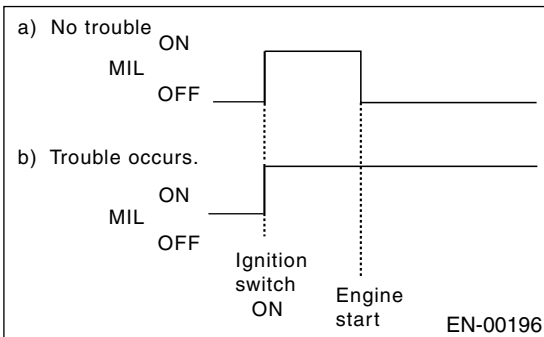 a) No trouble
ON
MIL
OFF
b) Trouble occurs.
ON
MIL
OFF
Ignition
switch
ON
Engine
start
EN-00196